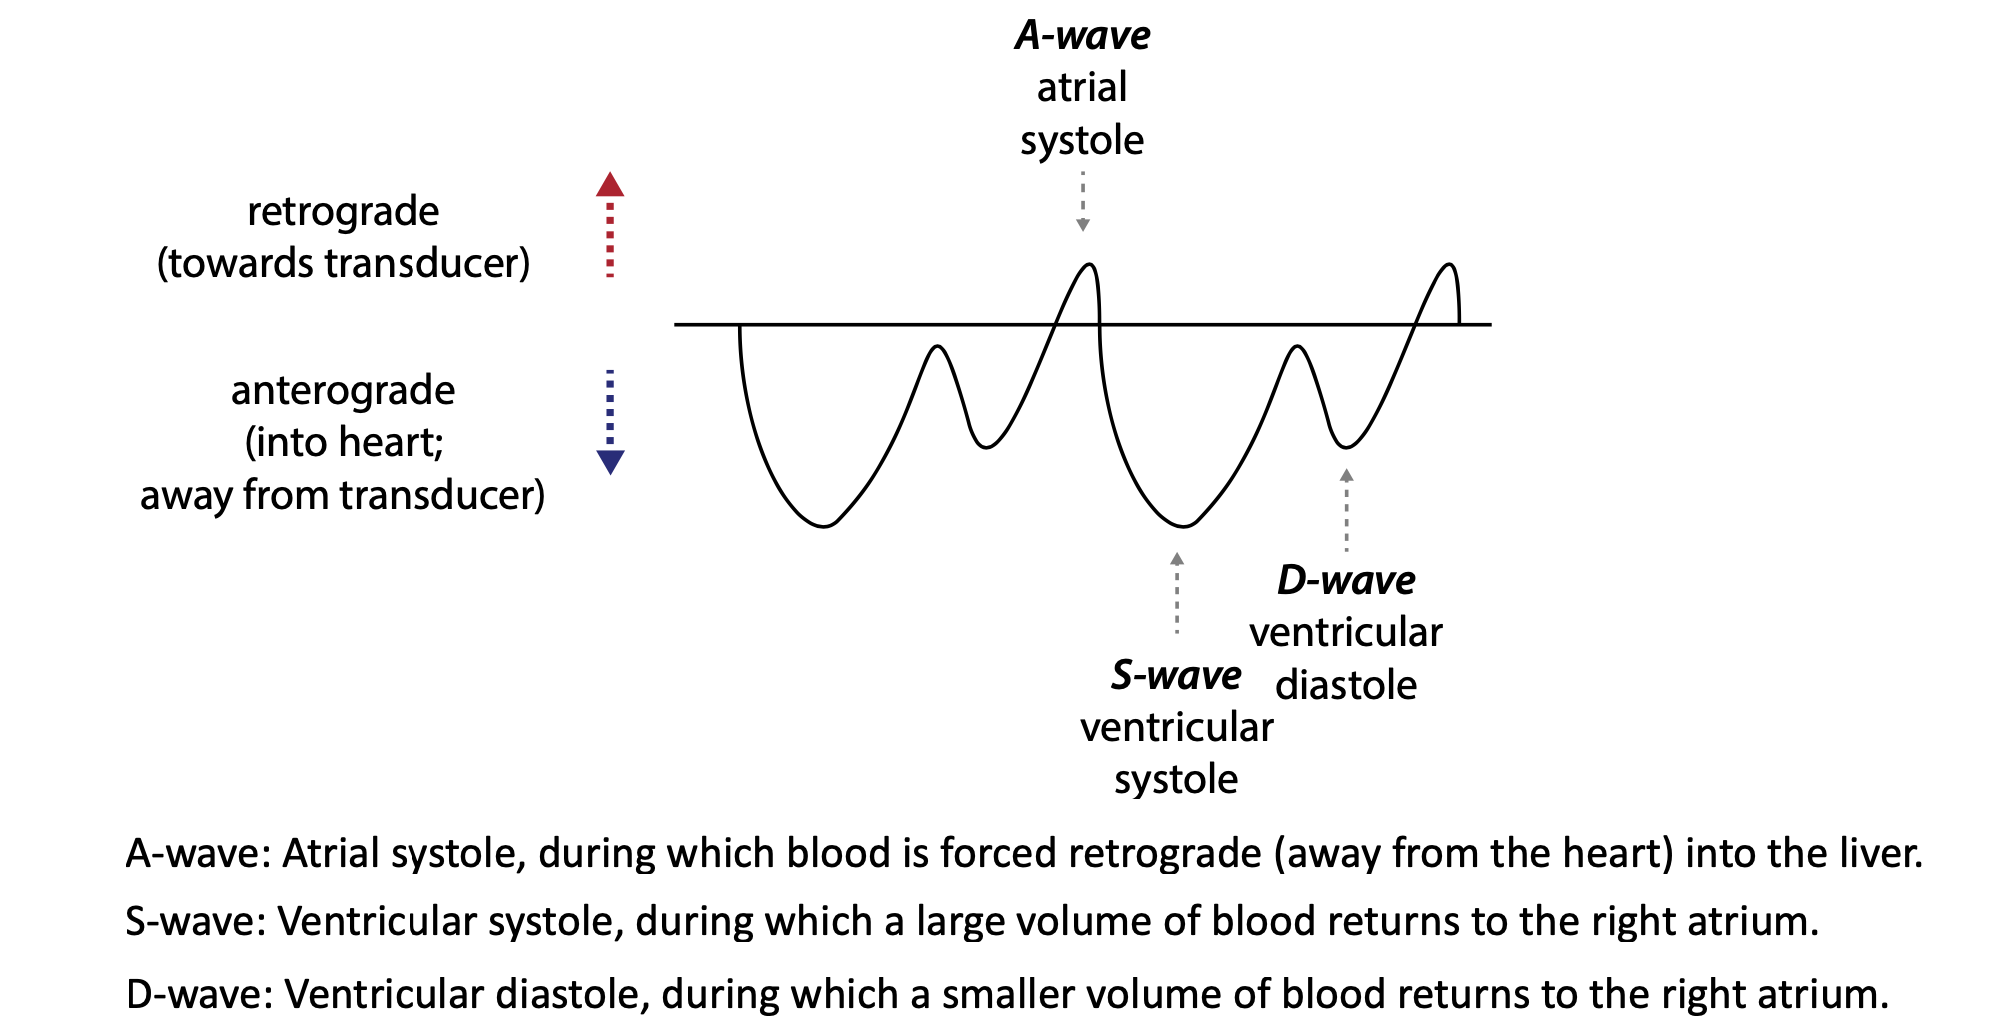 A-wave
atrial
systole
retrograde
(towards transducer)
anterograde
(into heart;
away from transducer)
D-wave
ventricular
diastole
S-wave
ventricular
systole
A-wave: Atrial systole, during which blood is forced retrograde (away from the heart) into the liver.
S-wave: Ventricular systole, during which a large volume of blood returns to the right atrium.
D-wave: Ventricular diastole, during which a smaller volume of blood returns to the right atrium.